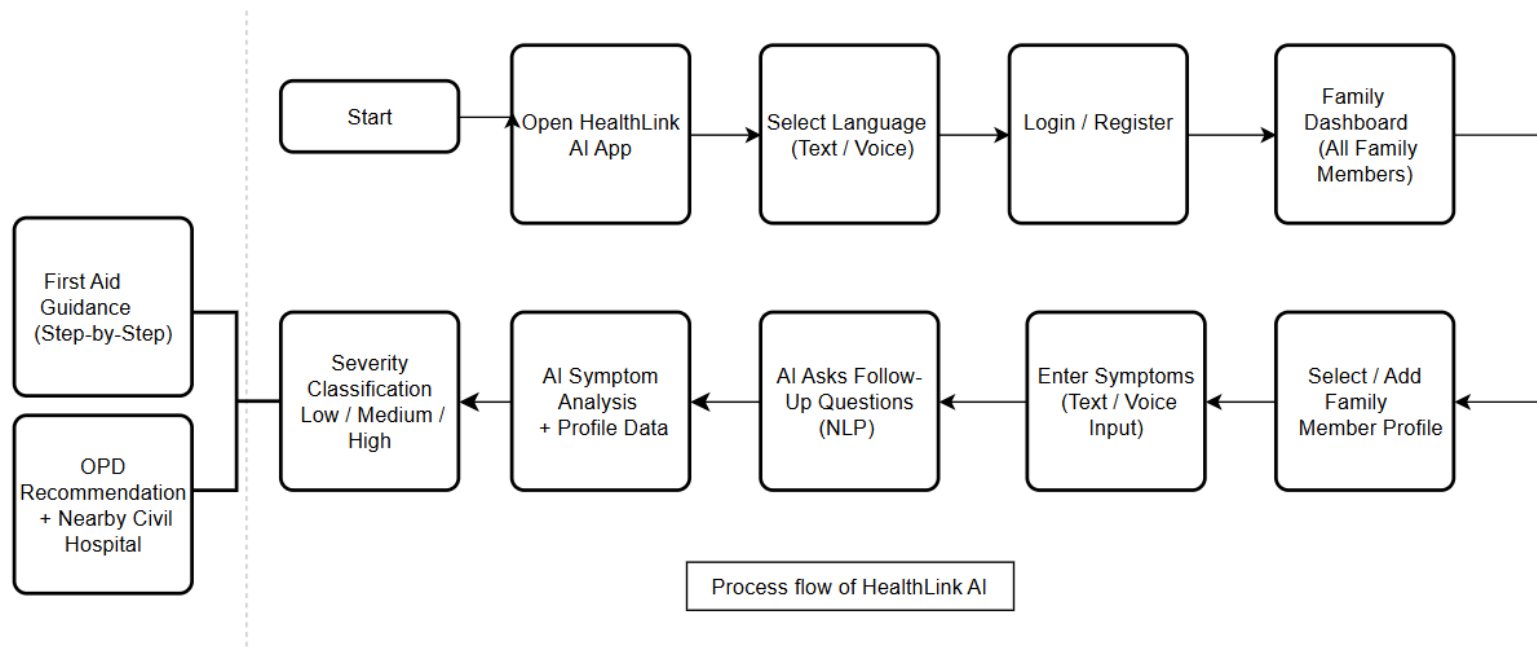 Start
Open HealthLink
AI App
Select Language
(Text / Voice)
Login / Register
Family
Dashboard
(All Family
Members)
Select / Add
Family
Member Profile
Enter Symptoms
(Text / Voice
Input)
AI Asks Follow-
Up Questions
(NLP)
AI Symptom
Analysis
+ Profile Data
Severity
Classification
Low / Medium /
High
First Aid
Guidance
(Step-by-Step)
OPD
Recommendation
+ Nearby Civil
Hospital
Process flow of HealthLink AI